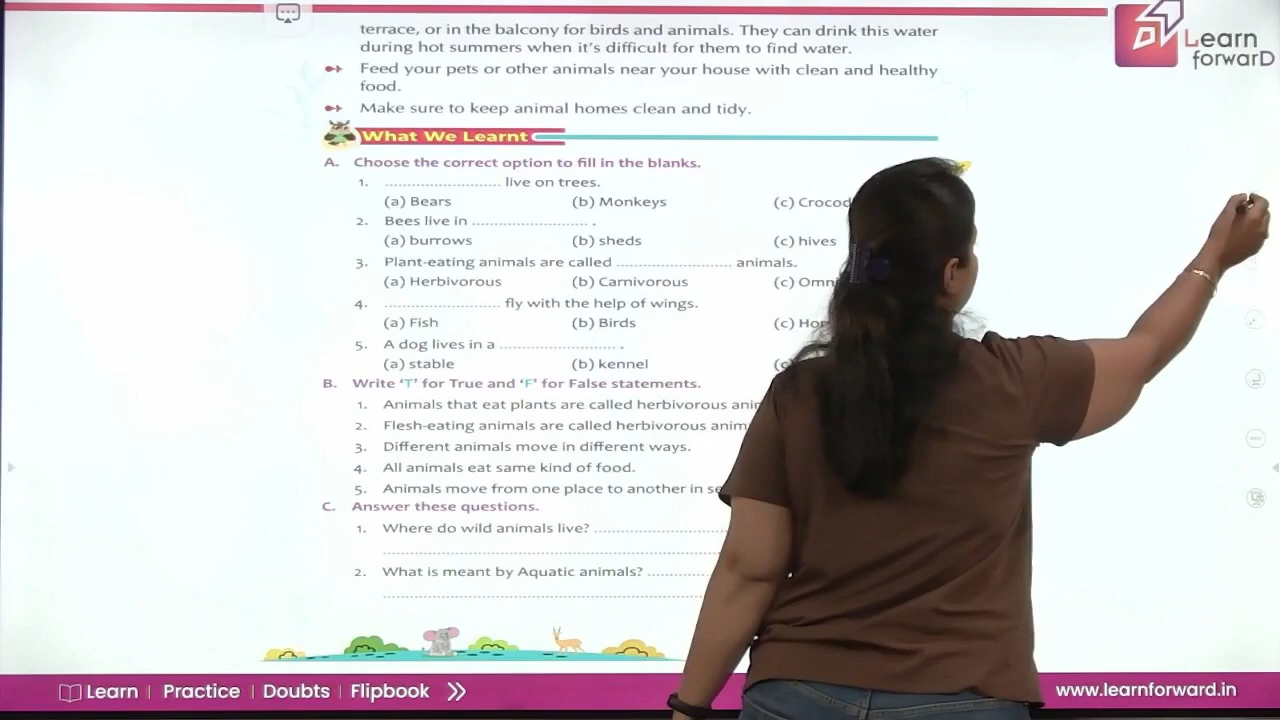 terrace, or in the balcony for birds and animals. They can drink this water
during hot summers when it's difficult for them to find water.
Feed your pets or other animals near your house with clean and healthy
food.
Make sure to keep animal homes clean and tidy.
Learn
forwarD
What We Learnt
A. Choose the correct option to fill in the blanks.
1. .............................. live on trees.
(a) Bears (b) Monkeys (c) Crocod
2. Bees live in .............................. .
(a) burrows (b) sheds (c) hives
3. Plant-eating animals are called .............................. animals.
(a) Herbivorous (b) Carnivorous (c) Omni
4. .............................. fly with the help of wings.
(a) Fish (b) Birds (c) Hor
5. A dog lives in a .............................. .
(a) stable (b) kennel
B. Write 'T' for True and 'F' for False statements.
1. Animals that eat plants are called herbivorous anim
2. Flesh-eating animals are called herbivorous anim
3. Different animals move in different ways.
4. All animals eat same kind of food.
5. Animals move from one place to another in se
C. Answer these questions.
1. Where do wild animals live? ..............................
2. What is meant by Aquatic animals? ..............
Learn | Practice | Doubts | Flipbook
www.learnforward.in